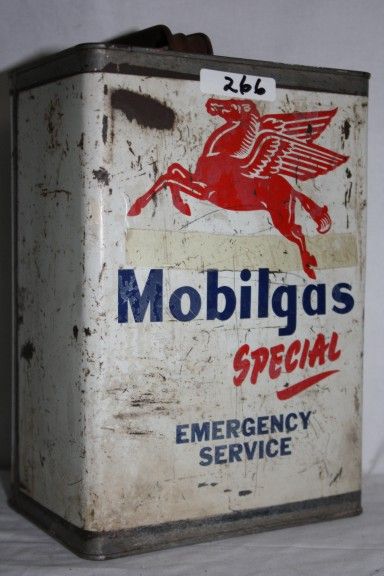 266
Mobilgas
SPECIAL
EMERGENCY
SERVICE